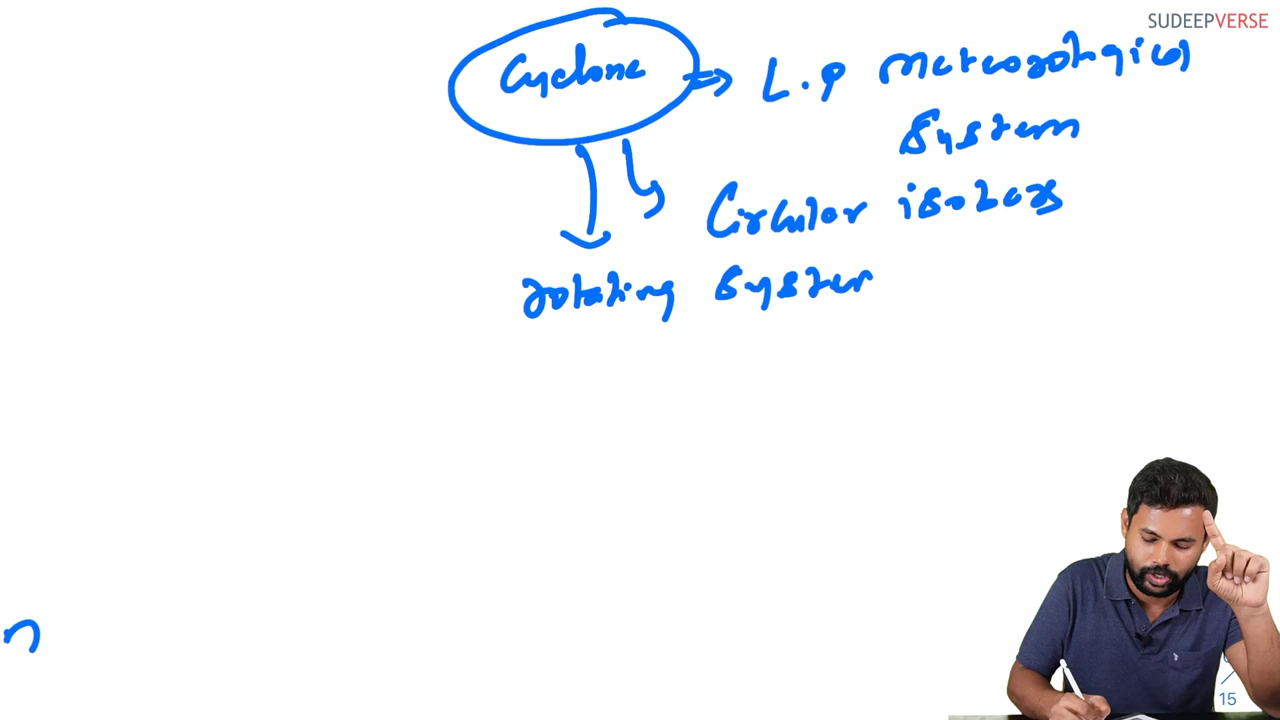 SUDEEPVERSE
Cyclone => L.P Meteorological
System
Circular isobars
rotating system
n
15